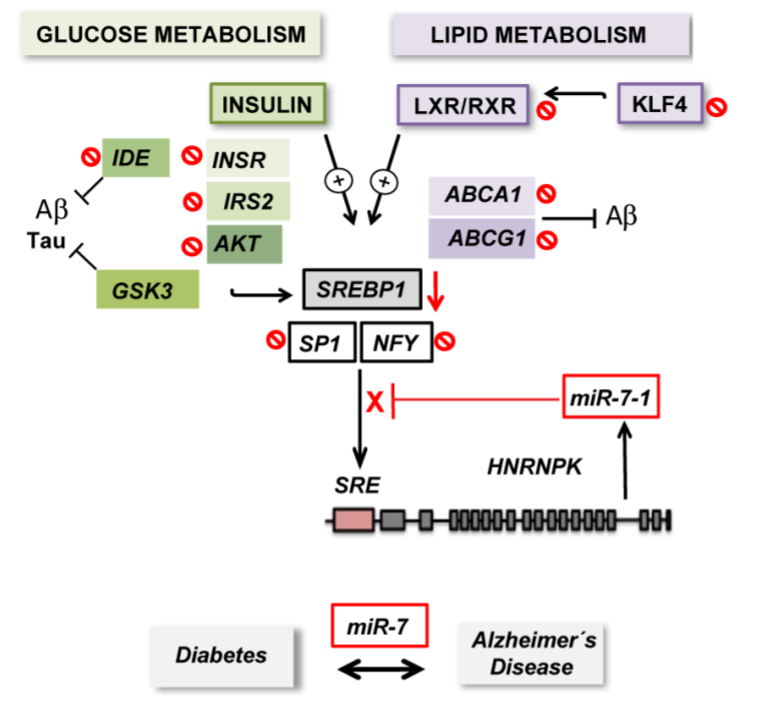 GLUCOSE METABOLISM
LIPID METABOLISM
INSULIN
LXR/RXR
KLF4
IDE
INSR
IRS2
AKT
Aβ
Tau
GSK3
+
+
ABCA1
ABCG1
Aβ
SREBP1
SP1
NFY
X
miR-7-1
HNRNPK
SRE
miR-7
Diabetes
Alzheimer´s
Disease